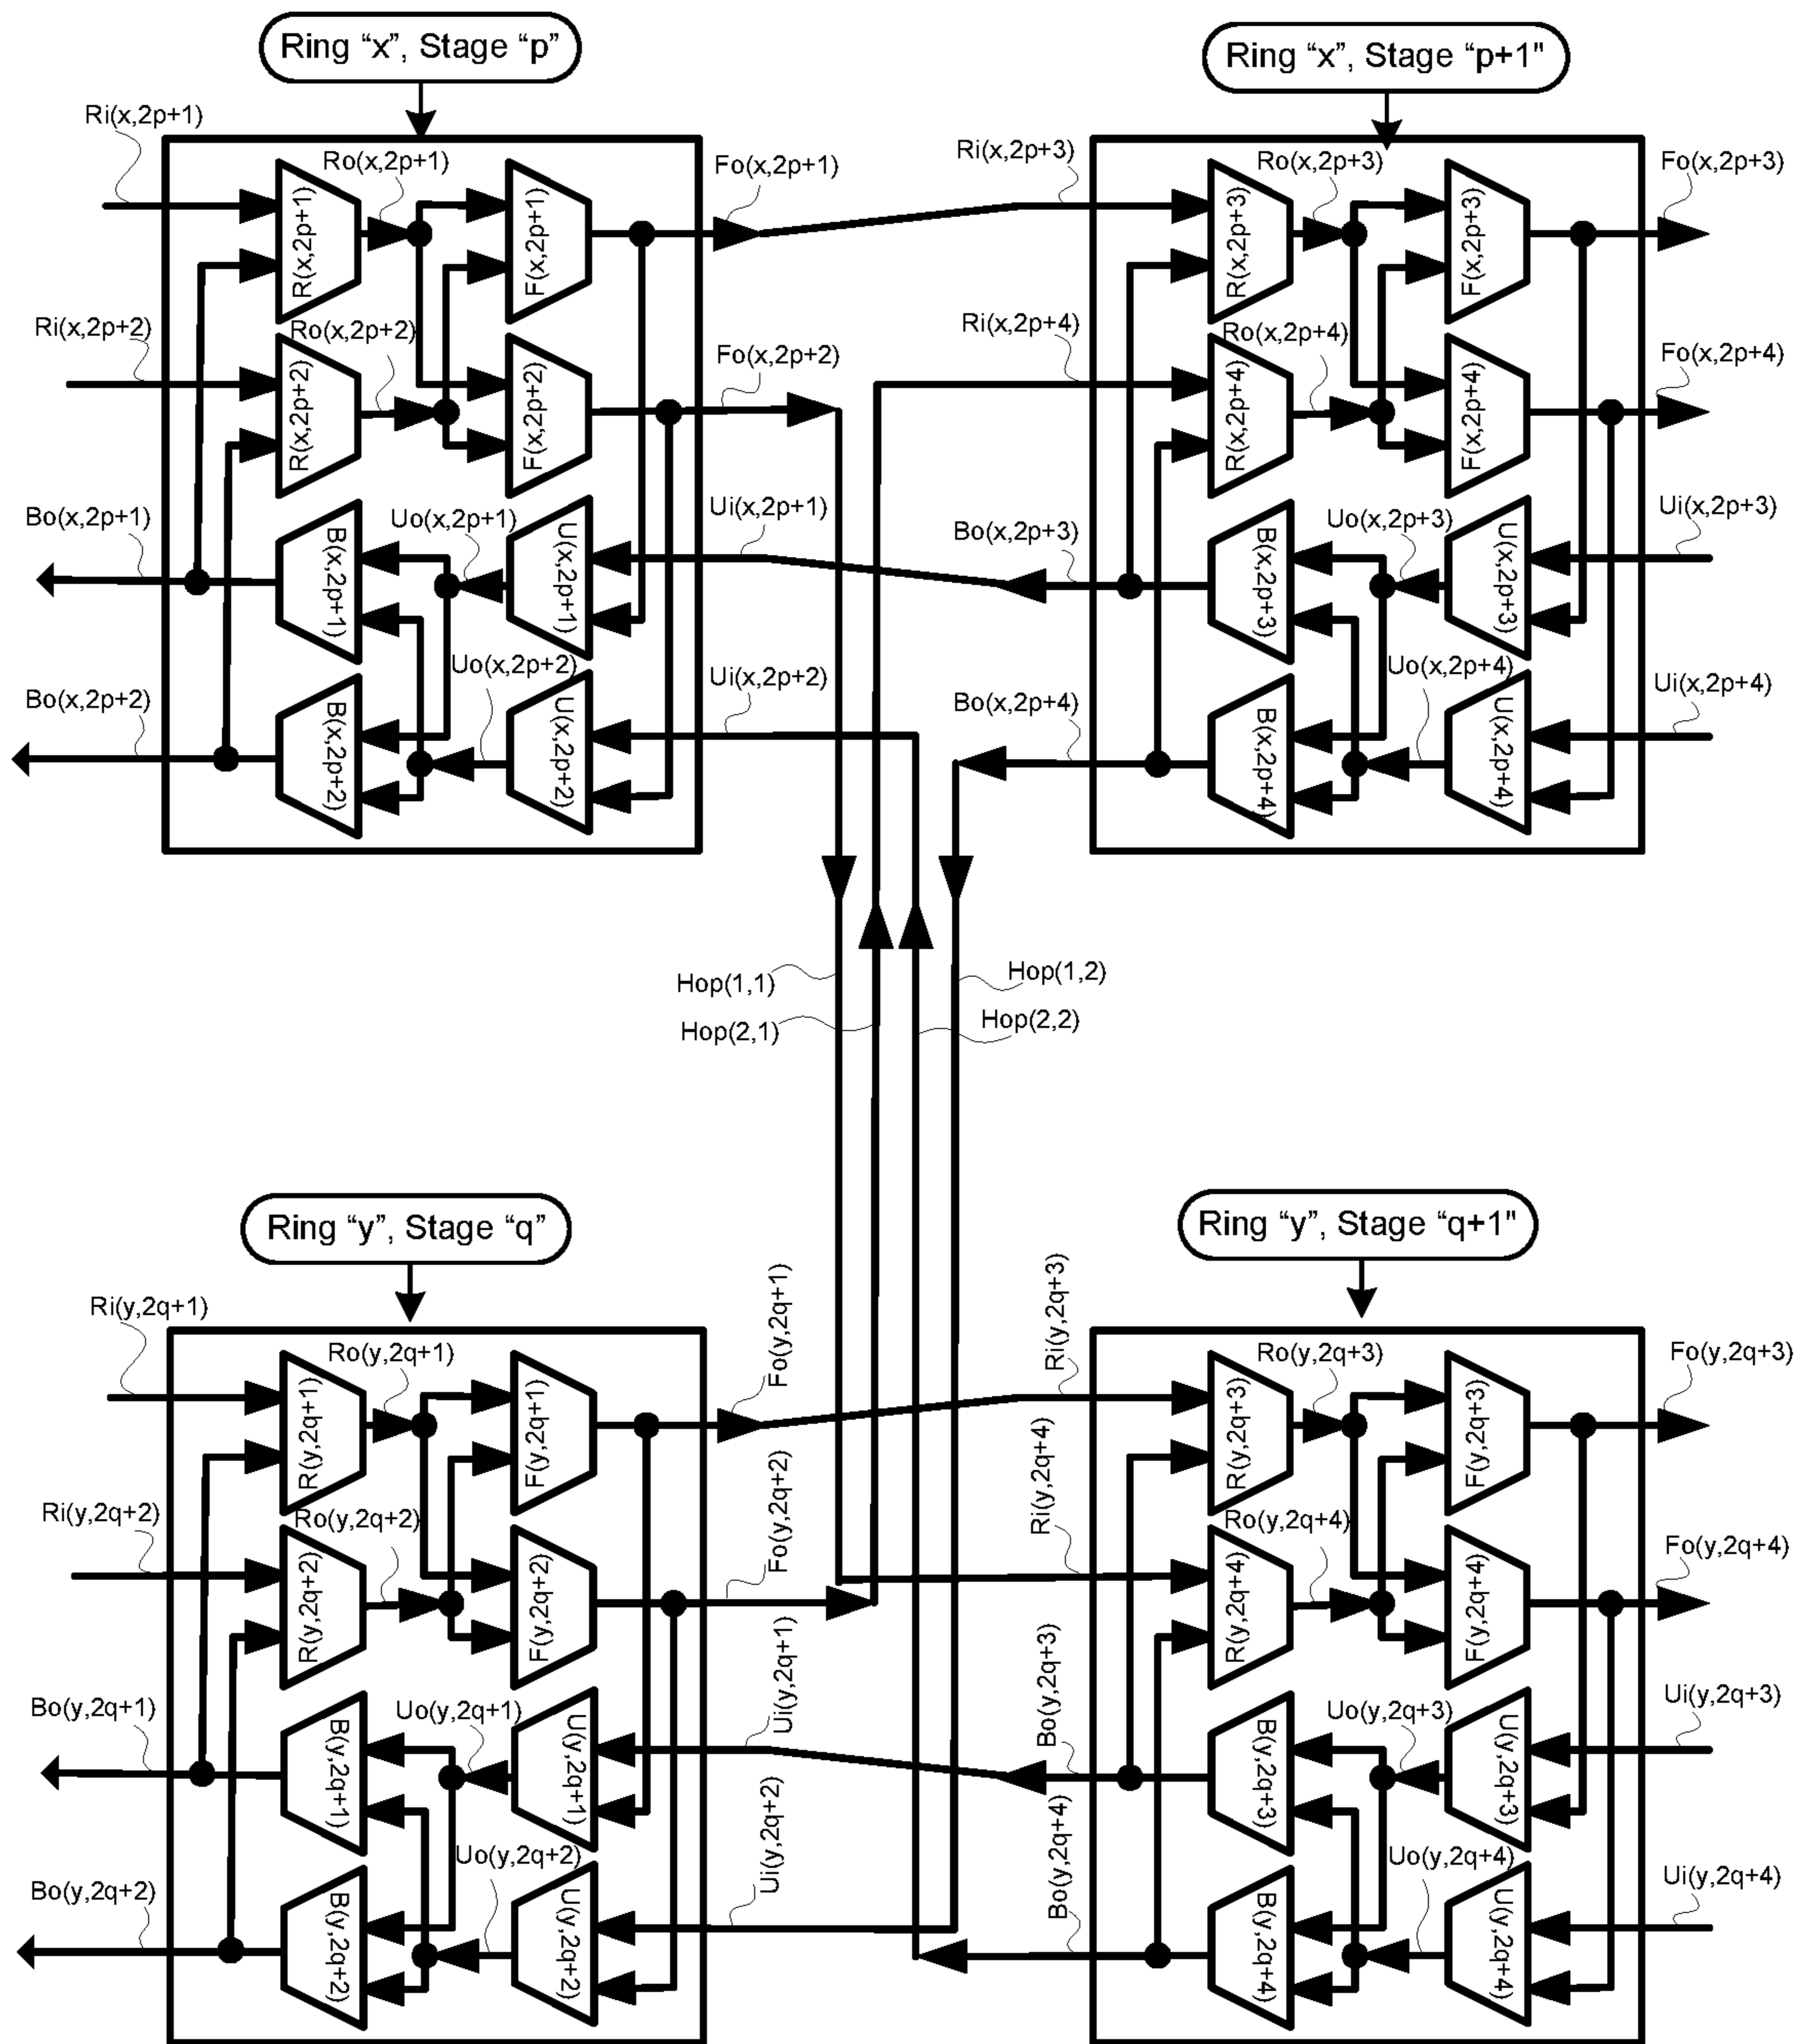 Ring “x”, Stage “p”
Ring “x”, Stage “p+1"
Ri(x,2p+1)
Ro(x,2p+1)
Fo(x,2p+1)
R(x,2p+1)
F(x,2p+1)
Ri(x,2p+2)
Ro(x,2p+2)
Fo(x,2p+2)
R(x,2p+2)
F(x,2p+2)
Bo(x,2p+1)
Uo(x,2p+1)
Ui(x,2p+1)
B(x,2p+1)
U(x,2p+1)
Bo(x,2p+2)
Uo(x,2p+2)
Ui(x,2p+2)
B(x,2p+2)
U(x,2p+2)
Ri(x,2p+3)
Ro(x,2p+3)
Fo(x,2p+3)
R(x,2p+3)
F(x,2p+3)
Ri(x,2p+4)
Ro(x,2p+4)
Fo(x,2p+4)
R(x,2p+4)
F(x,2p+4)
Bo(x,2p+3)
Uo(x,2p+3)
Ui(x,2p+3)
B(x,2p+3)
U(x,2p+3)
Bo(x,2p+4)
Uo(x,2p+4)
Ui(x,2p+4)
B(x,2p+4)
U(x,2p+4)
Hop(1,1)
Hop(1,2)
Hop(2,1)
Hop(2,2)
Ring “y”, Stage “q”
Ring “y”, Stage “q+1"
Ri(y,2q+1)
Ro(y,2q+1)
Fo(y,2q+1)
R(y,2q+1)
F(y,2q+1)
Ri(y,2q+2)
Ro(y,2q+2)
Fo(y,2q+2)
R(y,2q+2)
F(y,2q+2)
Bo(y,2q+1)
Uo(y,2q+1)
Ui(y,2q+1)
B(y,2q+1)
U(y,2q+1)
Bo(y,2q+2)
Uo(y,2q+2)
Ui(y,2q+2)
B(y,2q+2)
U(y,2q+2)
Ri(y,2q+3)
Ro(y,2q+3)
Fo(y,2q+3)
R(y,2q+3)
F(y,2q+3)
Ri(y,2q+4)
Ro(y,2q+4)
Fo(y,2q+4)
R(y,2q+4)
F(y,2q+4)
Bo(y,2q+3)
Uo(y,2q+3)
Ui(y,2q+3)
B(y,2q+3)
U(y,2q+3)
Bo(y,2q+4)
Uo(y,2q+4)
Ui(y,2q+4)
B(y,2q+4)
U(y,2q+4)